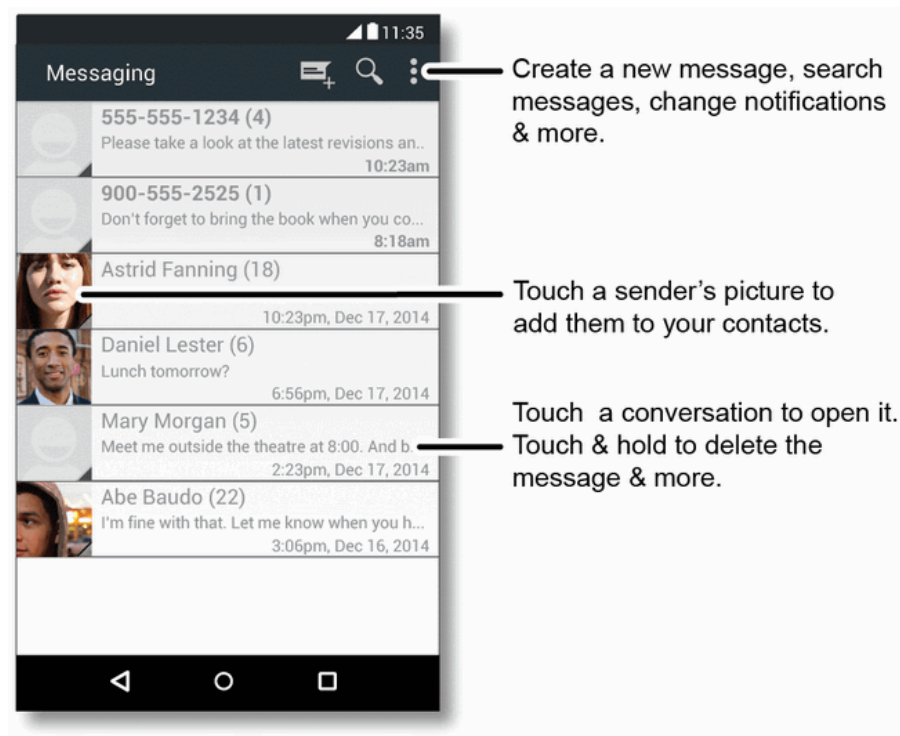 11:35
Messaging
Create a new message, search
messages, change notifications
& more.
555-555-1234 (4)
Please take a look at the latest revisions an..
10:23am
900-555-2525 (1)
Don't forget to bring the book when you co...
8:18am
Astrid Fanning (18)
10:23pm, Dec 17, 2014
Touch a sender's picture to
add them to your contacts.
Daniel Lester (6)
Lunch tomorrow?
6:56pm, Dec 17, 2014
Mary Morgan (5)
Meet me outside the theatre at 8:00. And b.
2:23pm, Dec 17, 2014
Touch  a conversation to open it.
Touch & hold to delete the
message & more.
Abe Baudo (22)
I'm fine with that. Let me know when you h...
3:06pm, Dec 16, 2014